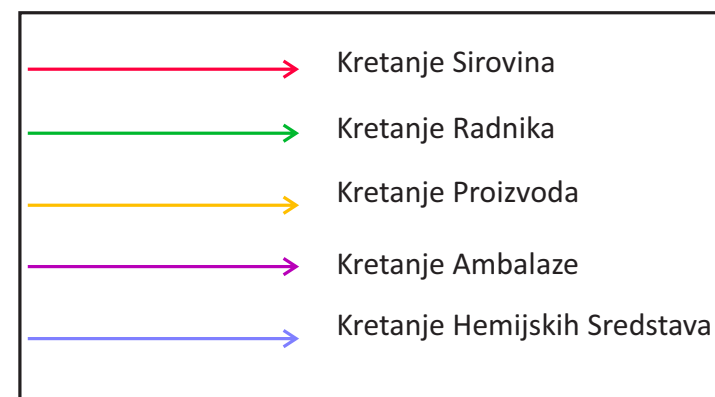 Kretanje Sirovina
Kretanje Radnika
Kretanje Proizvoda
Kretanje Ambalaze
Kretanje Hemijskih Sredstava